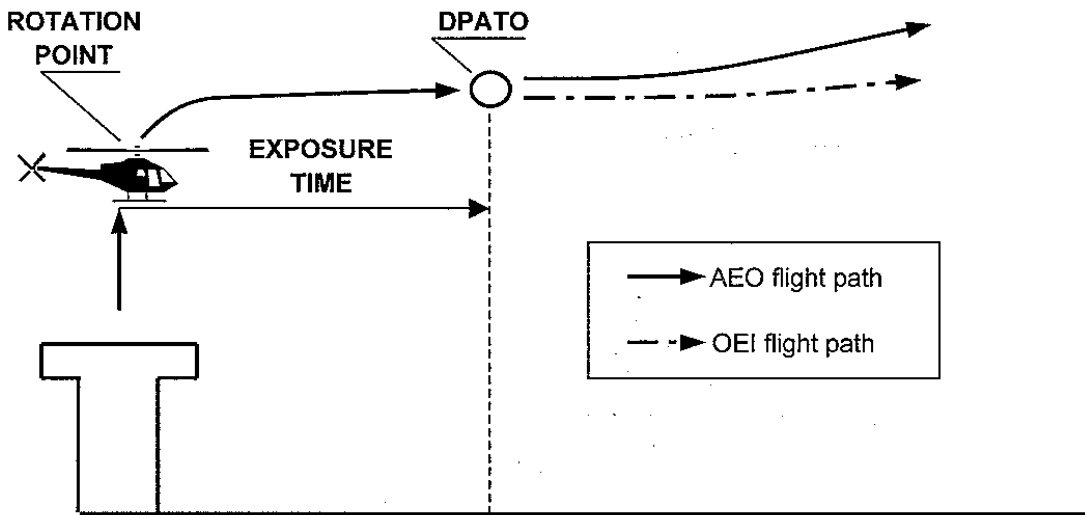 ROTATION
POINT
DPATO
EXPOSURE
TIME
AEO flight path
OEI flight path